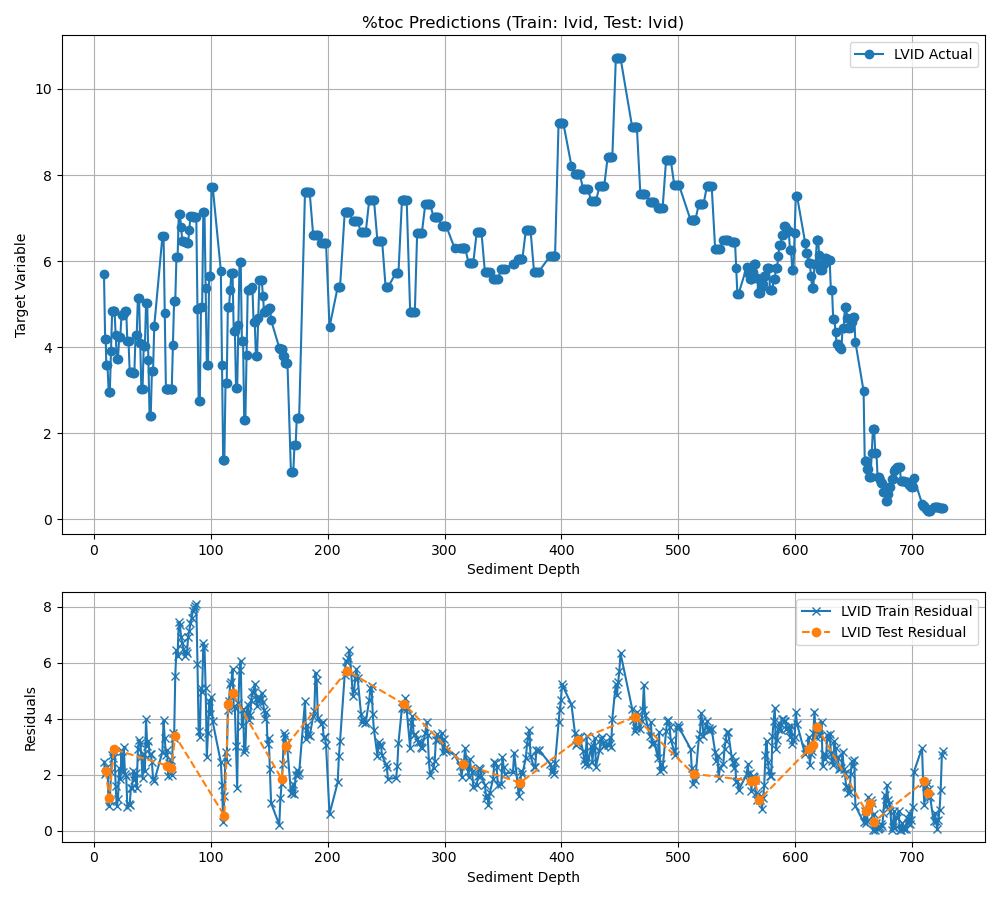 %toc Predictions (Train: lvid, Test: lvid)
LVID Actual
Target Variable
10
8
6
4
2
0
0 100 200 300 400 500 600 700
Sediment Depth
LVID Train Residual
LVID Test Residual
Residuals
8
6
4
2
0
0 100 200 300 400 500 600 700
Sediment Depth